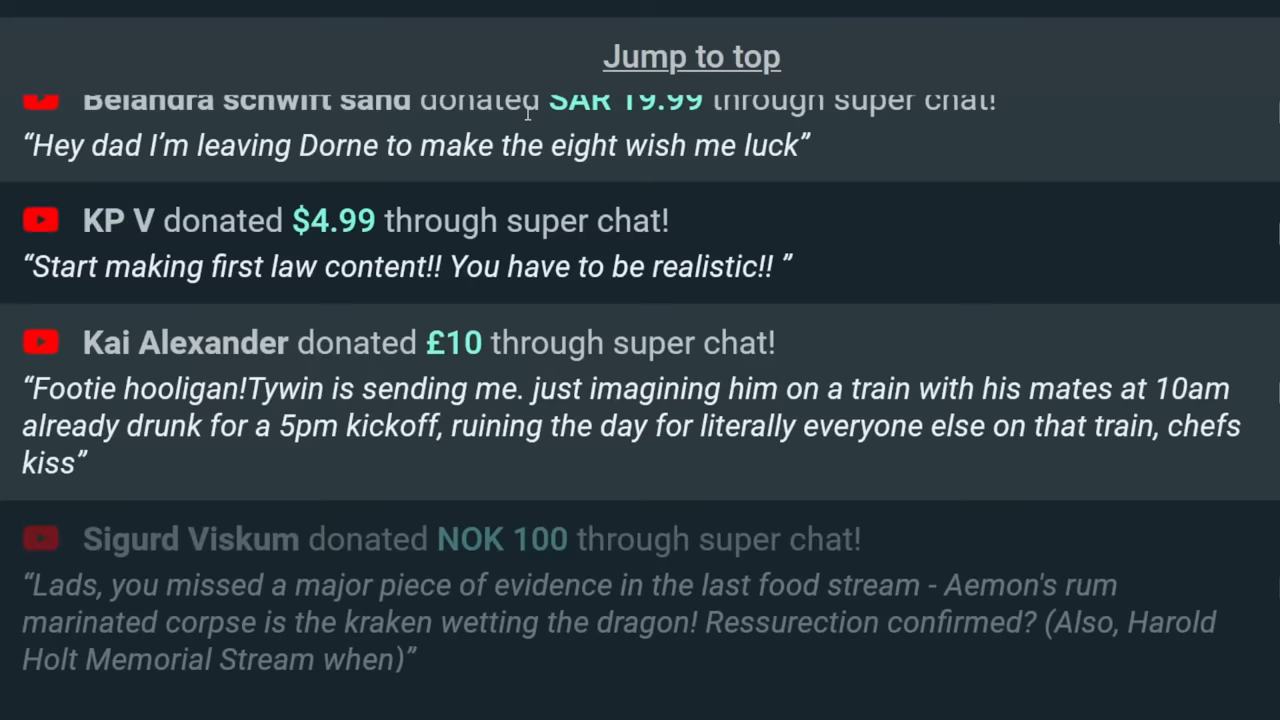 Jump to top
Belandra schwift sand donated SAR 19.99 through super chat!
“Hey dad I’m leaving Dorne to make the eight wish me luck”
KP V donated $4.99 through super chat!
“Start making first law content!! You have to be realistic!! ”
Kai Alexander donated £10 through super chat!
“Footie hooligan!Tywin is sending me. just imagining him on a train with his mates at 10am
already drunk for a 5pm kickoff, ruining the day for literally everyone else on that train, chefs
kiss”
Sigurd Viskum donated NOK 100 through super chat!
“Lads, you missed a major piece of evidence in the last food stream - Aemon's rum
marinated corpse is the kraken wetting the dragon! Ressurection confirmed? (Also, Harold
Holt Memorial Stream when)”